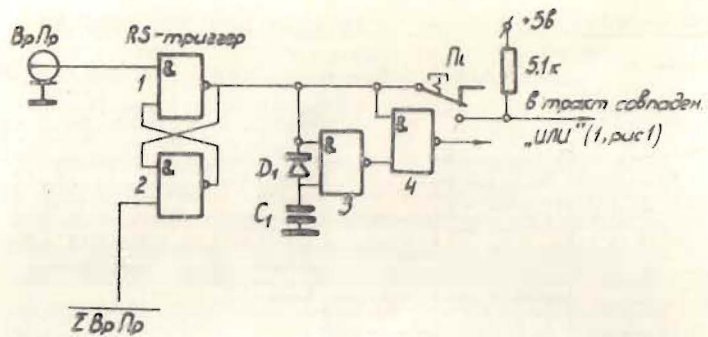 ВрПр
RS-триггер
+5в
&
1
П1
5,1к
в тракт совпаден.
„ИЛИ" (1, рис1)
&
2
D1
C1
&
3
&
4
ΣВрПр